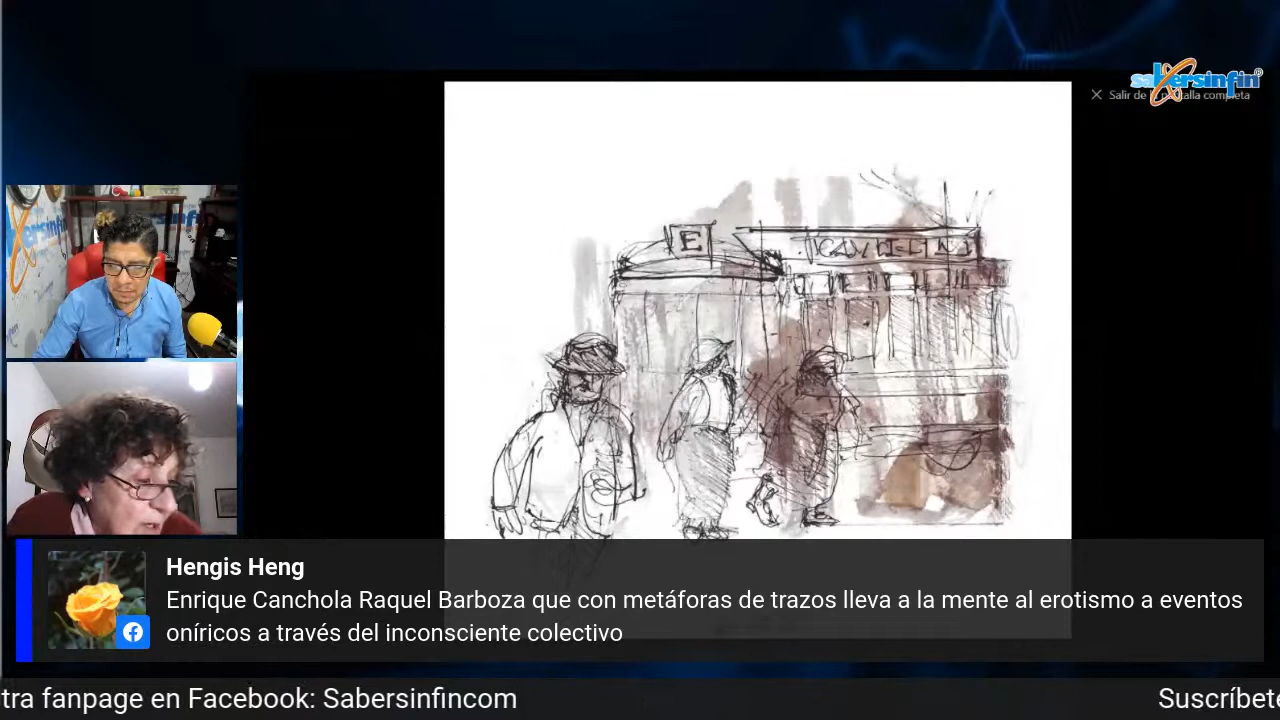 sabersinfin
Salir de la pantalla completa
E
Hengis Heng
Enrique Canchola Raquel Barboza que con metáforas de trazos lleva a la mente al erotismo a eventos
oníricos a través del inconsciente colectivo
tra fanpage en Facebook: Sabersinfincom
Suscríbete